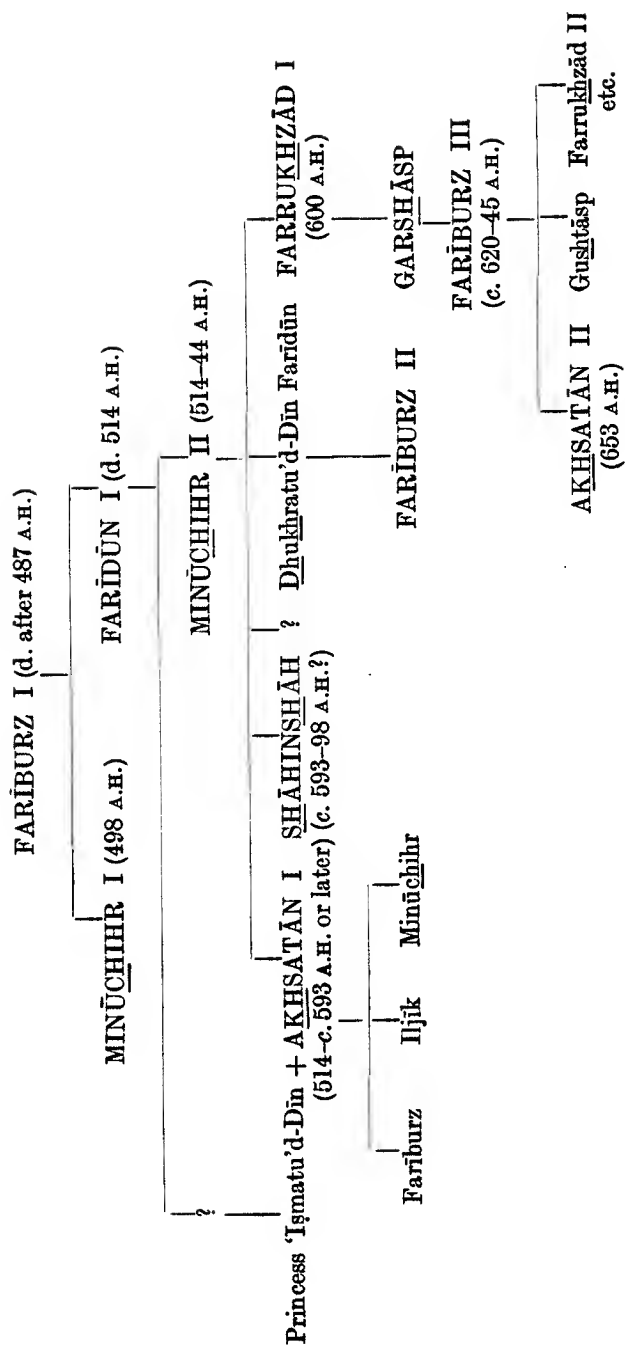 FARĪBURZ I (d. after 487 A.H.)
MINŪCHIHR I (498 A.H.)
FARĪDŪN I (d. 514 A.H.)
?
MINŪCHIHR II (514–44 A.H.)
Princess ‘Iṣmatu’d-Dīn + AKHSATĀN I
(514–c. 593 A.H. or later)
SHĀHINSHĀH
(c. 593–98 A.H.?)
?
Dhukhratu’d-Dīn Farīdūn
FARRUKHZĀD I
(600 A.H.)
Farīburz
Iljīk
Minūchihr
FARĪBURZ II
GARSHĀSP
FARĪBURZ III
(c. 620–45 A.H.)
AKHSATĀN II
(653 A.H.)
Gushtāsp
Farrukhzād II
etc.